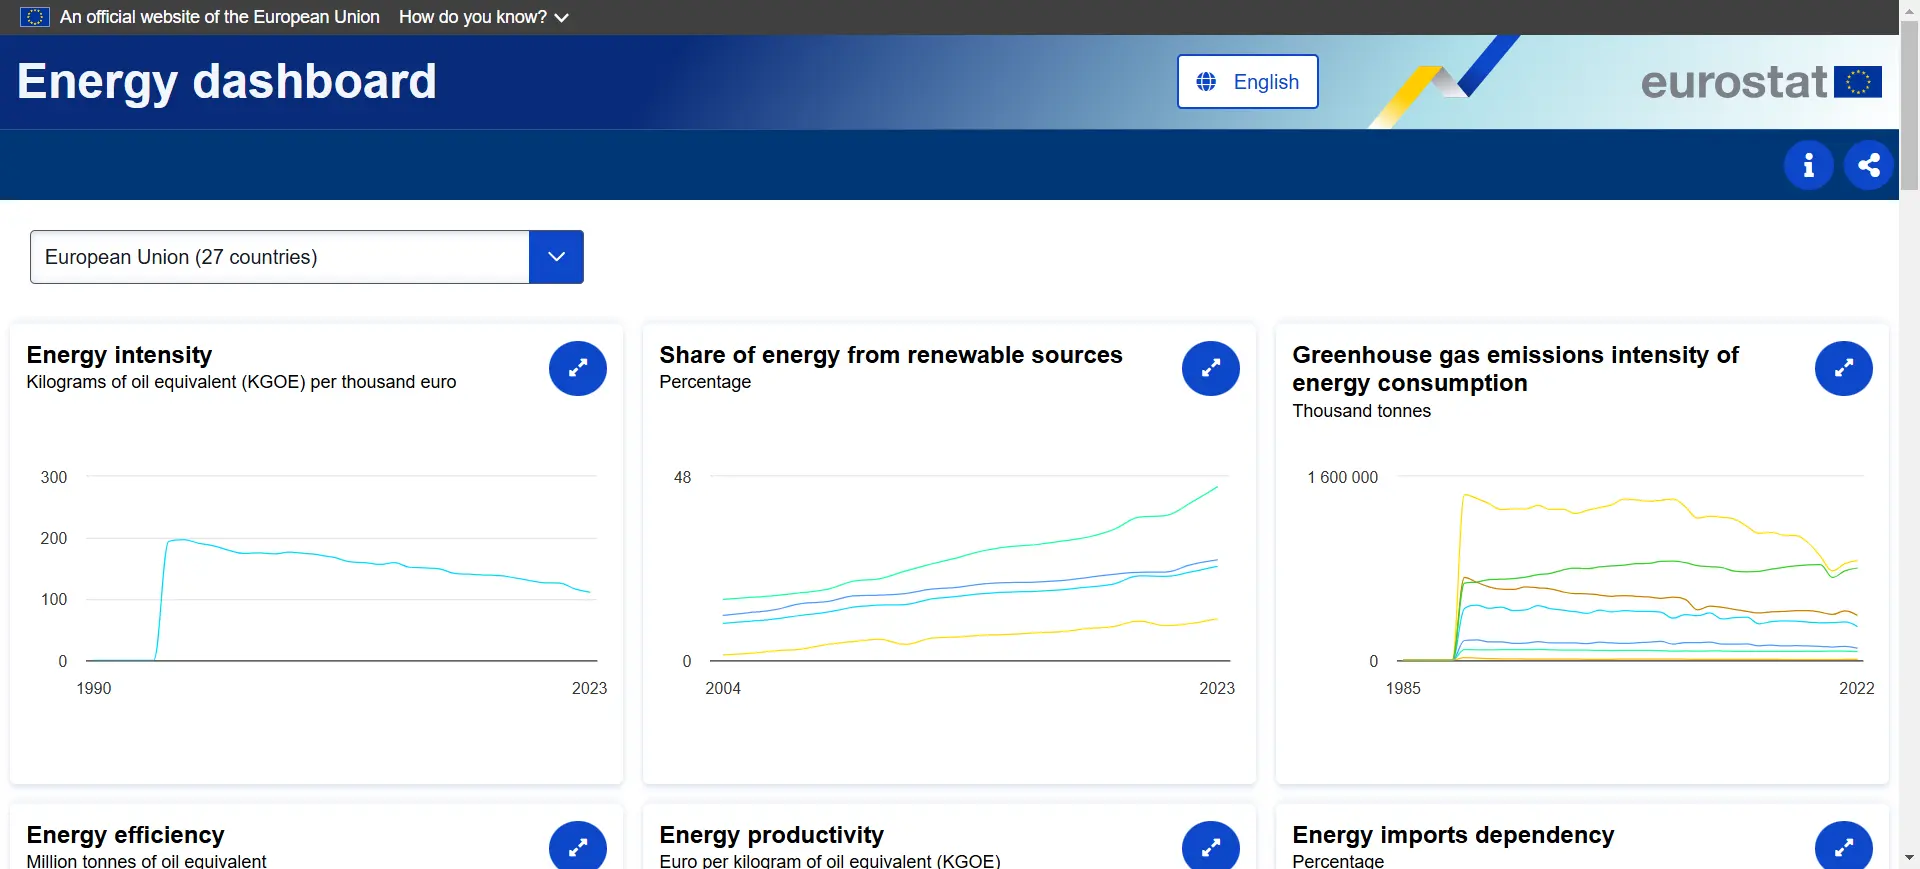 An official website of the European Union How do you know?
Energy dashboard
English
eurostat
European Union (27 countries)
Energy intensity
Kilograms of oil equivalent (KGOE) per thousand euro
300
200
100
0
1990 2023
Share of energy from renewable sources
Percentage
48
0
2004 2023
Greenhouse gas emissions intensity of
energy consumption
Thousand tonnes
1 600 000
0
1985 2022
Energy efficiency
Million tonnes of oil equivalent
Energy productivity
Euro per kilogram of oil equivalent (KGOE)
Energy imports dependency
Percentage